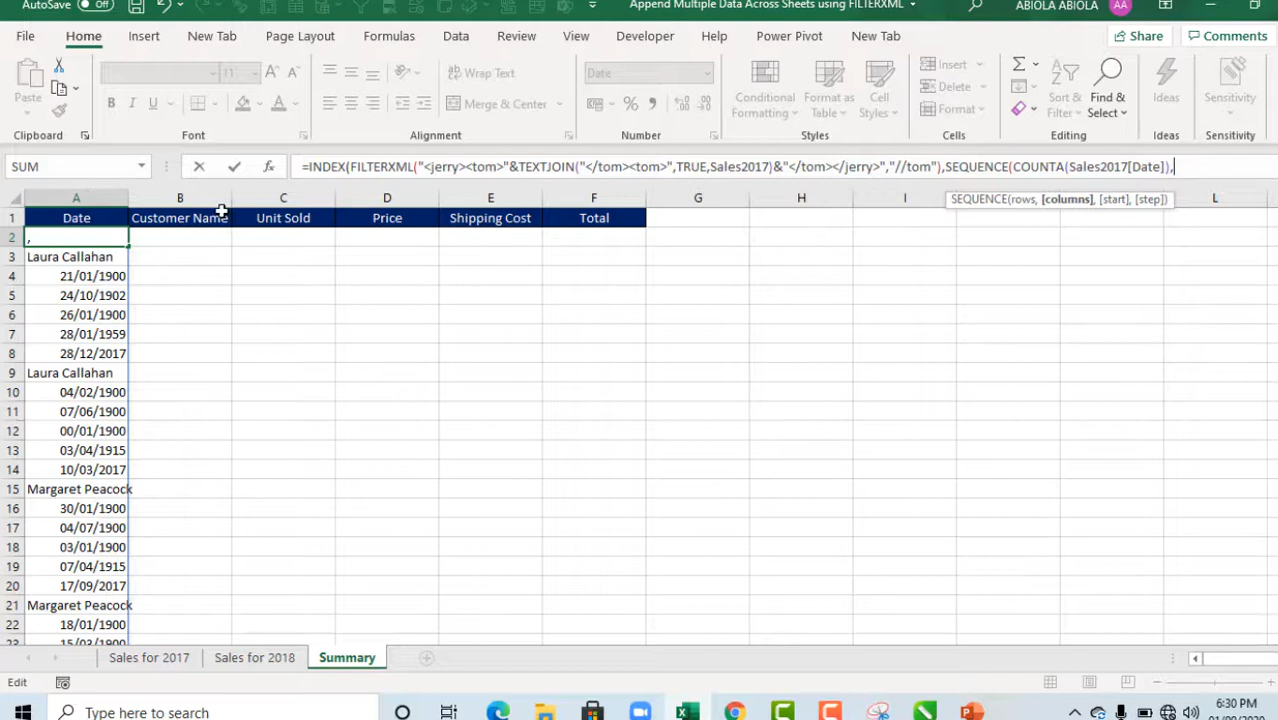 AutoSave Off
Append Multiple Data Across Sheets using FILTERXML
ABIOLA ABIOLA AA
File Home Insert New Tab Page Layout Formulas Data Review View Developer Help Power Pivot New Tab Share Comments
Paste
B I U
11
A A
Wrap Text
Merge & Center
Date
% ,
Conditional Formatting
Format as Table
Cell Styles
Insert
Delete
Format
Sort & Filter
Find & Select
Ideas
Sensitivity
Clipboard Font Alignment Number Styles Cells Editing Ideas Sensitivity
SUM fx =INDEX(FILTERXML("<jerry><tom>"&TEXTJOIN("</tom><tom>",TRUE,Sales2017)&"</tom></jerry>","//tom"),SEQUENCE(COUNTA(Sales2017[Date]),
SEQUENCE(rows, [columns], [start], [step])
A B C D E F G H I L
1 Date Customer Name Unit Sold Price Shipping Cost Total
2 ,
3 Laura Callahan
4 21/01/1900
5 24/10/1902
6 26/01/1900
7 28/01/1959
8 28/12/2017
9 Laura Callahan
10 04/02/1900
11 07/06/1900
12 00/01/1900
13 03/04/1915
14 10/03/2017
15 Margaret Peacock
16 30/01/1900
17 04/07/1900
18 03/01/1900
19 07/04/1915
20 17/09/2017
21 Margaret Peacock
22 18/01/1900
23 15/03/1900
Sales for 2017 Sales for 2018 Summary
Edit
Type here to search
6:30 PM